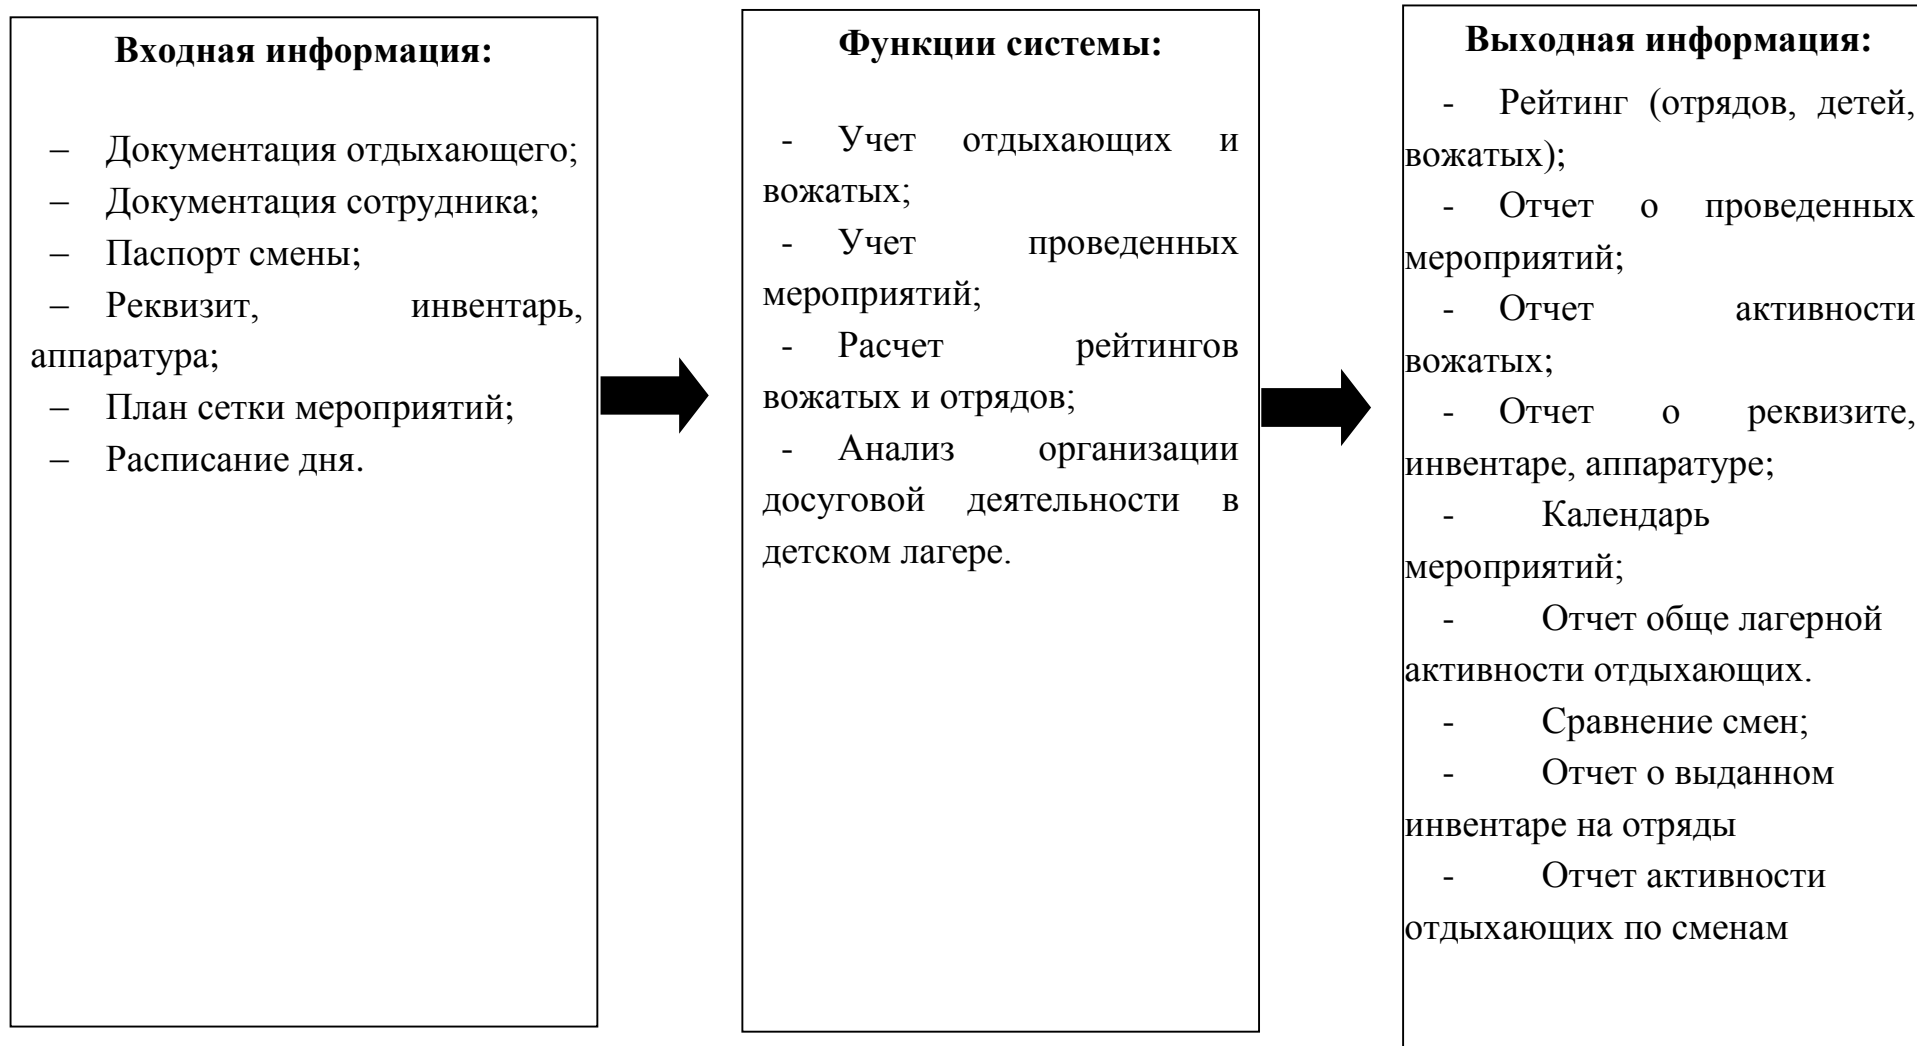 Входная информация:
– Документация отдыхающего;
– Документация сотрудника;
– Паспорт смены;
– Реквизит, инвентарь,
аппаратура;
– План сетки мероприятий;
– Расписание дня.
Функции системы:
- Учет отдыхающих и
вожатых;
- Учет проведенных
мероприятий;
- Расчет рейтингов
вожатых и отрядов;
- Анализ организации
досуговой деятельности в
детском лагере.
Выходная информация:
- Рейтинг (отрядов, детей,
вожатых);
- Отчет о проведенных
мероприятий;
- Отчет активности
вожатых;
- Отчет о реквизите,
инвентаре, аппаратуре;
- Календарь
мероприятий;
- Отчет обще лагерной
активности отдыхающих.
- Сравнение смен;
- Отчет о выданном
инвентаре на отряды
- Отчет активности
отдыхающих по сменам